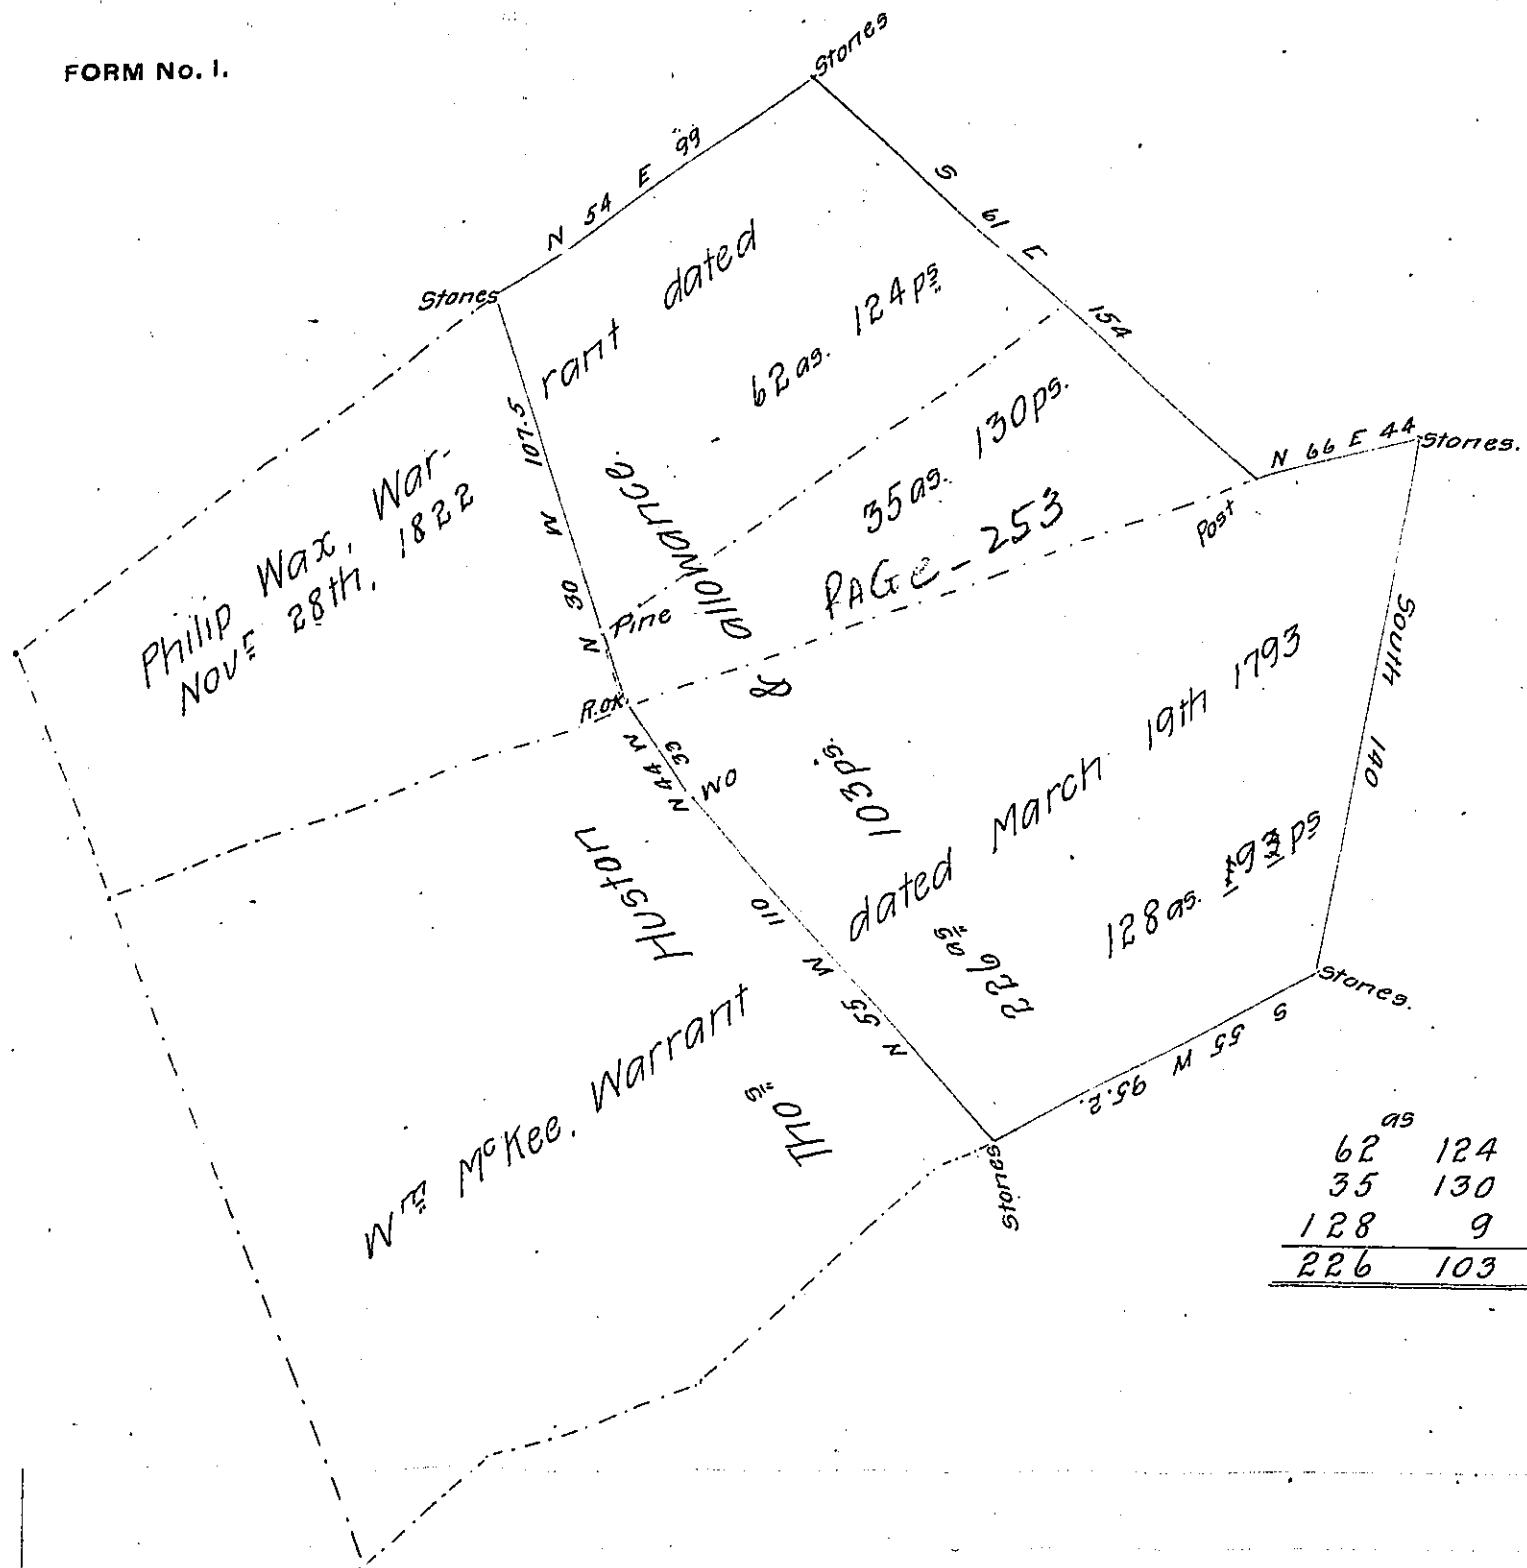 FORM No. 1.
Stones
N 54 E 99
Stones
S 61 E 154
N 66 E 44
Stones.
Post
South 140
Stones.
S 55 W 95.2.
Stones
N 55 W 110
WO
N 44 W 33
R.OK.
Pine
N 30 W 107.5
Philip Wax, War-
rant dated
Novr 28th, 1822
62 as. 124 ps
35 as. 130 ps.
PAGe - 253
Wm McKee, Warrant
dated March 19th 1793
128 as. 9 ps
Thos Huston
226 as 103 ps.
& allowance.
as
62 124
35 130
128 9
226 103